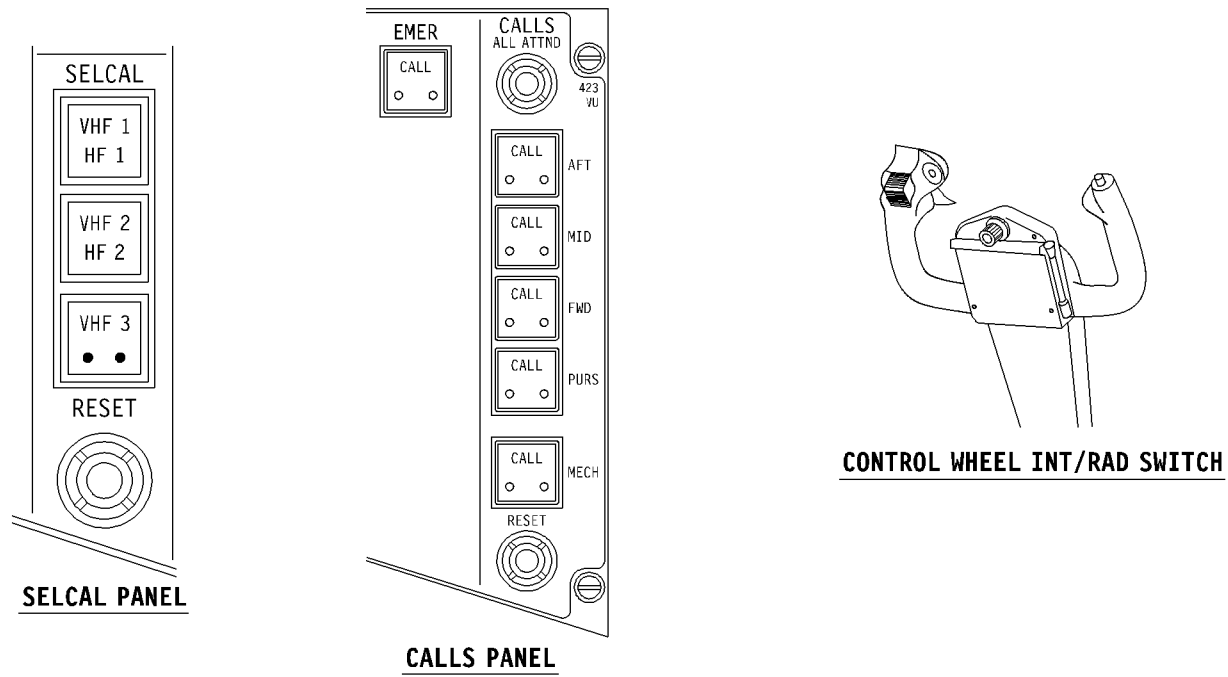 SELCAL
VHF 1
HF 1
VHF 2
HF 2
VHF 3
RESET
SELCAL PANEL
EMER
CALL
CALLS
ALL ATTND
423
VU
CALL
AFT
CALL
MID
CALL
FWD
CALL
PURS
CALL
MECH
RESET
CALLS PANEL
CONTROL WHEEL INT/RAD SWITCH